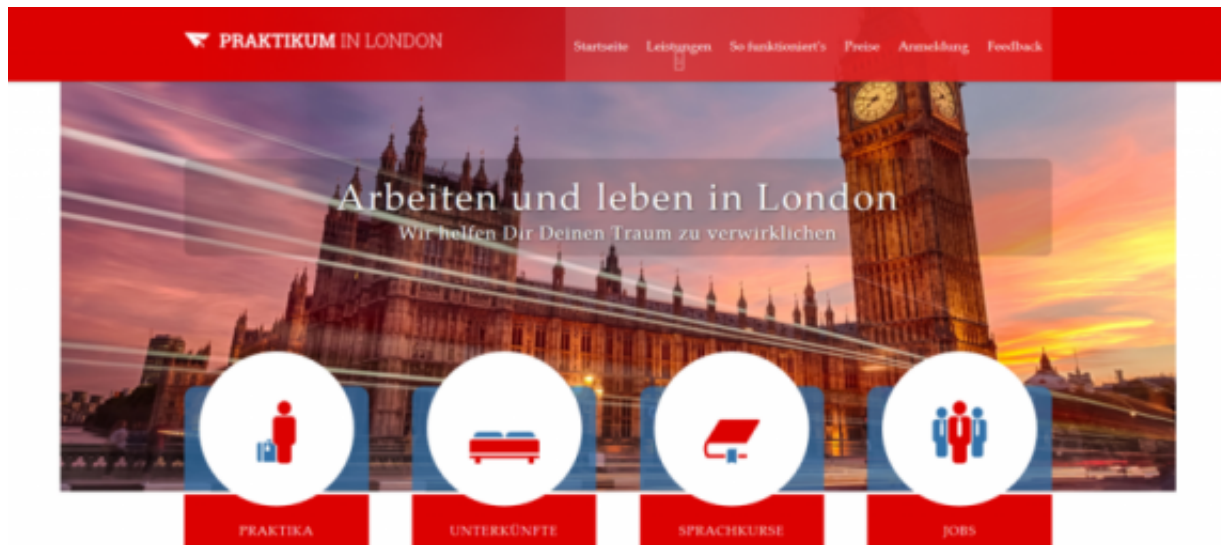 PRAKTIKUM IN LONDON
Startseite Leistungen So funktioniert's Preise Anmeldung Feedback
Arbeiten und leben in London
Wir helfen Dir Deinen Traum zu verwirklichen
PRAKTIKA UNTERKÜNFTE SPRACHKURSE JOBS